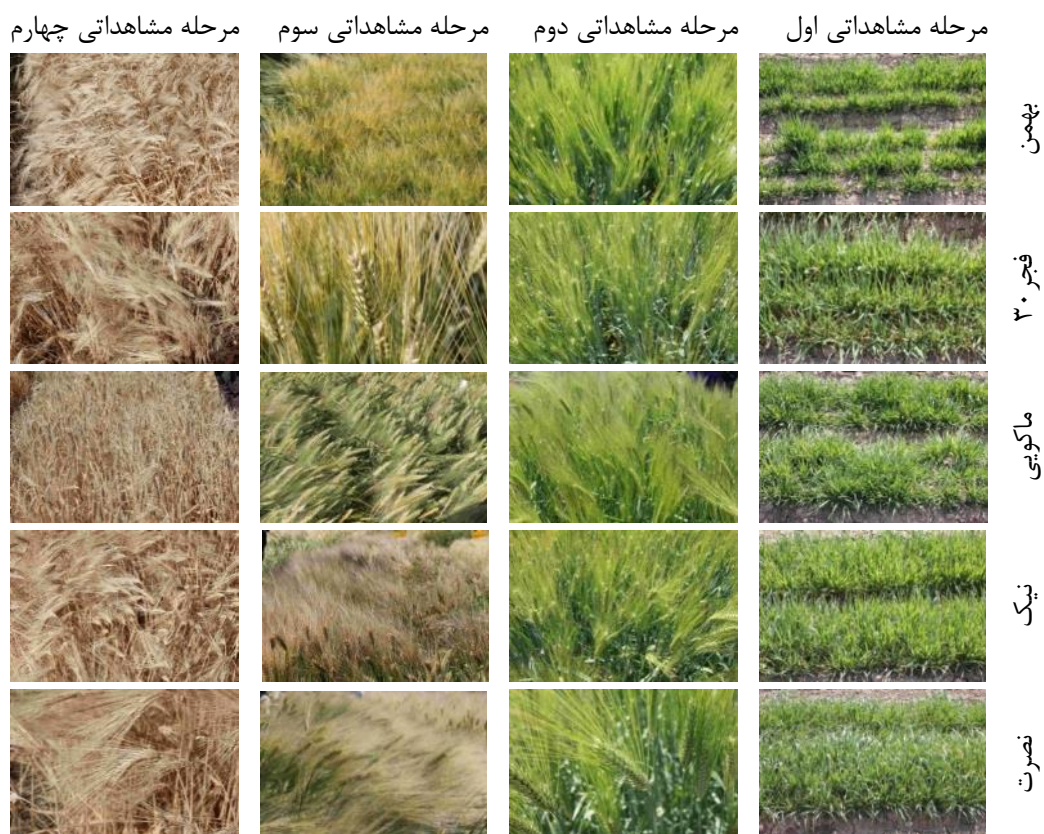 مرحله مشاهداتی اول
مرحله مشاهداتی دوم
مرحله مشاهداتی سوم
مرحله مشاهداتی چهارم
بهمن
فجر ۳۰
ماکویی
نیک
نصرت